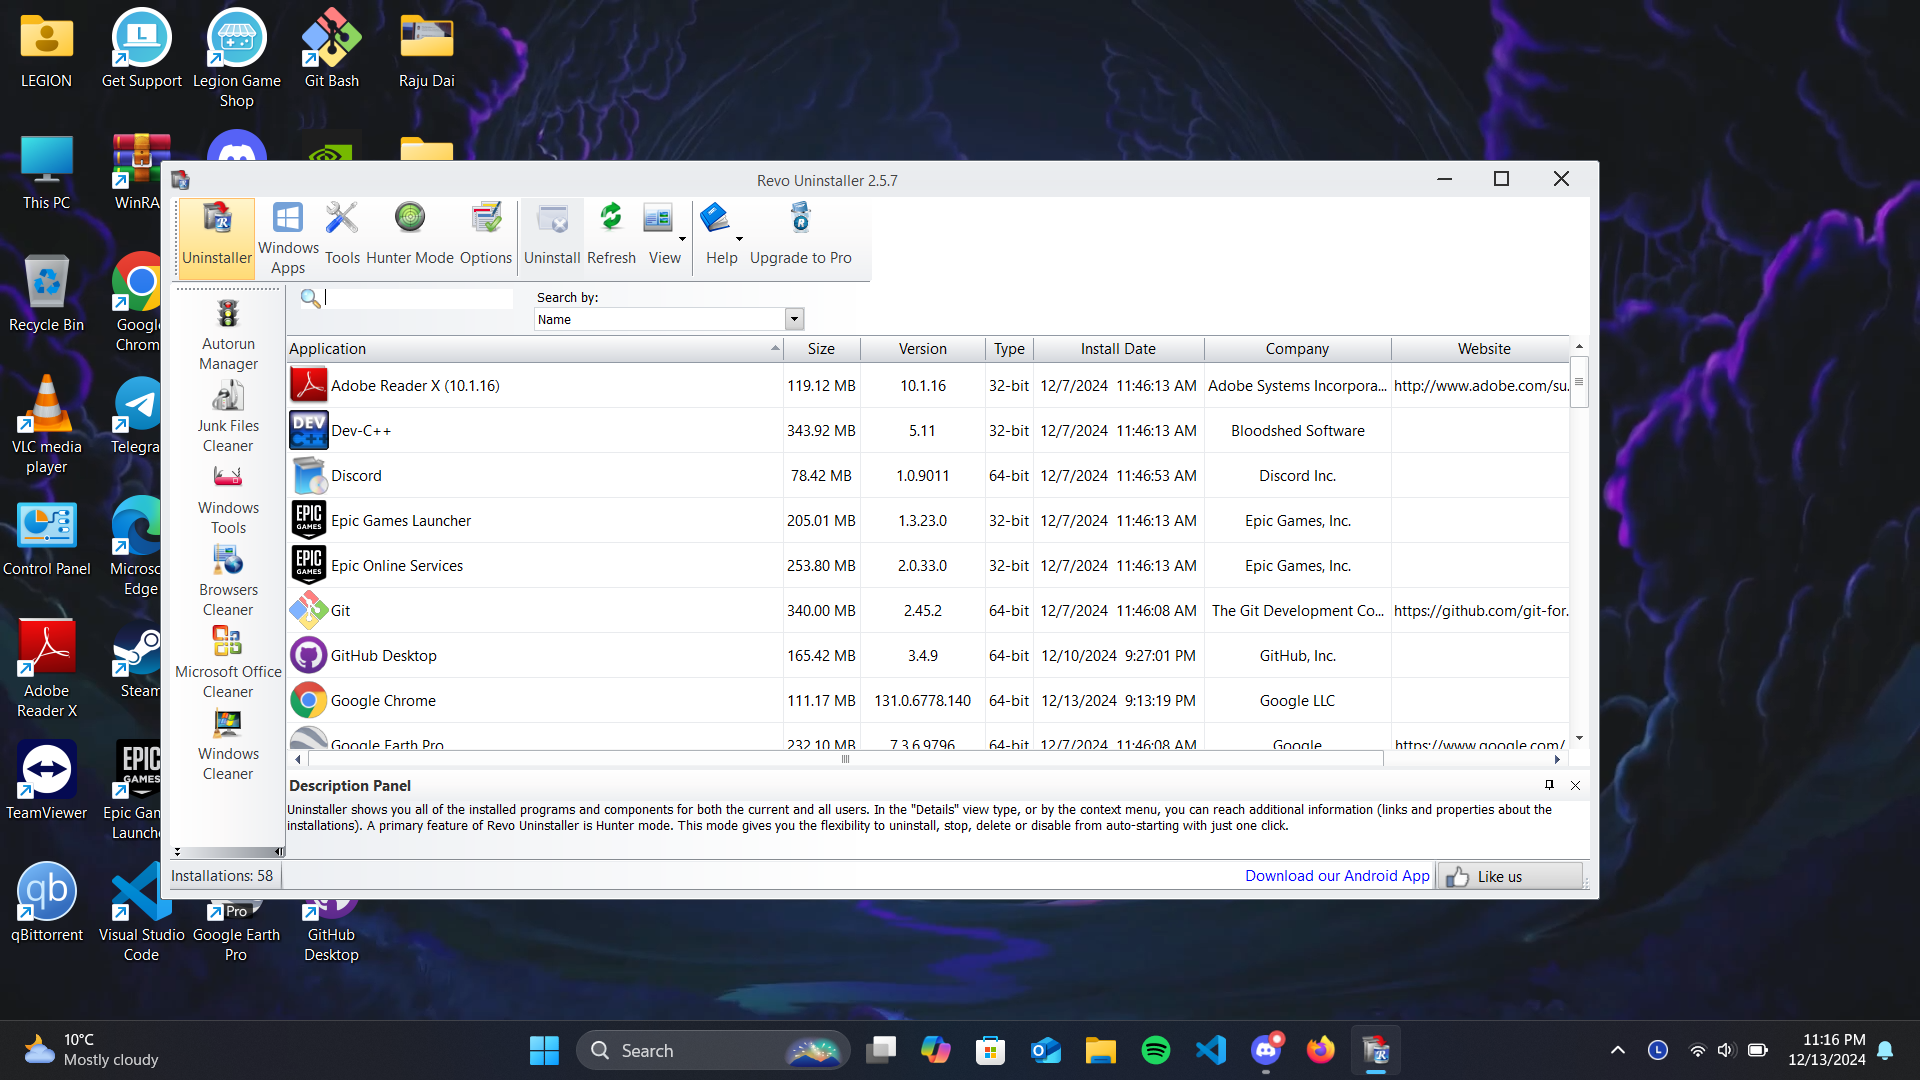 LEGION
Get Support
Legion Game
Shop
Git Bash
Raju Dai
This PC
WinRA
Recycle Bin
Google
Chrom
VLC media
player
Telegra
Control Panel
Micros
Edge
Adobe
Reader X
Steam
TeamViewer
EPIC
GAMES
Epic Gam
Launch
qb
qBittorrent
Visual Studio
Code
Pro
Google Earth
Pro
GitHub
Desktop
Revo Uninstaller 2.5.7
Uninstaller
Windows
Apps
Tools
Hunter Mode
Options
Uninstall
Refresh
View
Help
Upgrade to Pro
Autorun
Manager
Junk Files
Cleaner
Windows
Tools
Browsers
Cleaner
Microsoft Office
Cleaner
Windows
Cleaner
Search by:
Name
Application Size Version Type Install Date Company Website
Adobe Reader X (10.1.16) 119.12 MB 10.1.16 32-bit 12/7/2024 11:46:13 AM Adobe Systems Incorpora... http://www.adobe.com/su.
DEV
C++
Dev-C++ 343.92 MB 5.11 32-bit 12/7/2024 11:46:13 AM Bloodshed Software
Discord 78.42 MB 1.0.9011 64-bit 12/7/2024 11:46:53 AM Discord Inc.
EPIC
GAMES
Epic Games Launcher 205.01 MB 1.3.23.0 32-bit 12/7/2024 11:46:13 AM Epic Games, Inc.
EPIC
GAMES
Epic Online Services 253.80 MB 2.0.33.0 32-bit 12/7/2024 11:46:13 AM Epic Games, Inc.
Git 340.00 MB 2.45.2 64-bit 12/7/2024 11:46:08 AM The Git Development Co... https://github.com/git-for.
GitHub Desktop 165.42 MB 3.4.9 64-bit 12/10/2024 9:27:01 PM GitHub, Inc.
Google Chrome 111.17 MB 131.0.6778.140 64-bit 12/13/2024 9:13:19 PM Google LLC
Google Earth Pro 232.10 MB 7.3.6.9796 64-bit 12/7/2024 11:46:08 AM Google https://www.google.com/
Description Panel
Uninstaller shows you all of the installed programs and components for both the current and all users. In the "Details" view type, or by the context menu, you can reach additional information (links and properties about the
installations). A primary feature of Revo Uninstaller is Hunter mode. This mode gives you the flexibility to uninstall, stop, delete or disable from auto-starting with just one click.
Installations: 58
Download our Android App
Like us
10°C
Mostly cloudy
Search
L
11:16 PM
12/13/2024